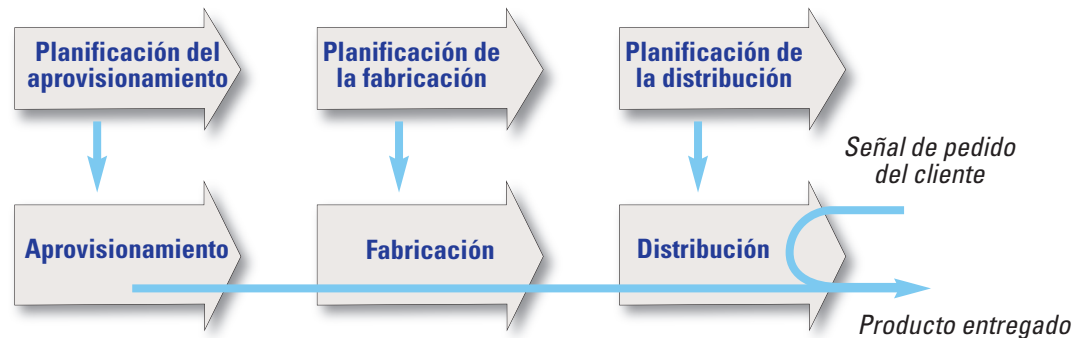 Planificación del
aprovisionamiento
Planificación de
la fabricación
Planificación de
la distribución
Señal de pedido
del cliente
Aprovisionamiento
Fabricación
Distribución
Producto entregado